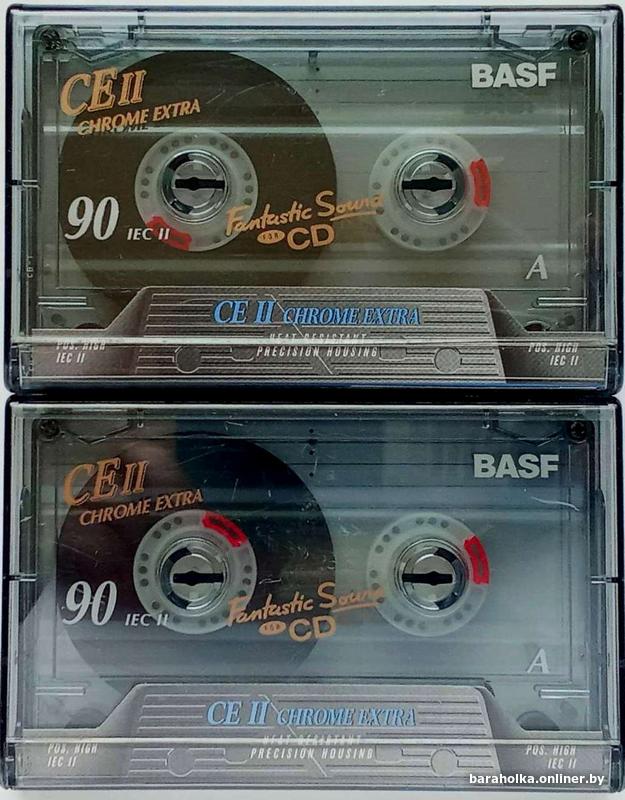 CE II
CHROME EXTRA
BASF
90 IEC II
Fantastic Sound
FOR CD
A
CE II CHROME EXTRA
HEAT RESISTANT
PRECISION HOUSING
POS. HIGH
IEC II
POS. HIGH
IEC II
CE II
CHROME EXTRA
BASF
90 IEC II
Fantastic Sound
FOR CD
A
CE II CHROME EXTRA
HEAT RESISTANT
PRECISION HOUSING
POS. HIGH
IEC II
POS. HIGH
IEC II
baraholka.onliner.by